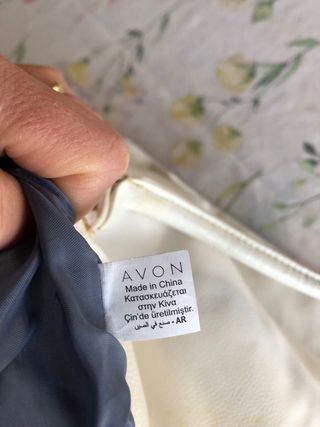 AVON
Made in China
Κατασκευάζεται
στην Κίνα
Çin'de üretilmiştir.
صنع في الصين - AR